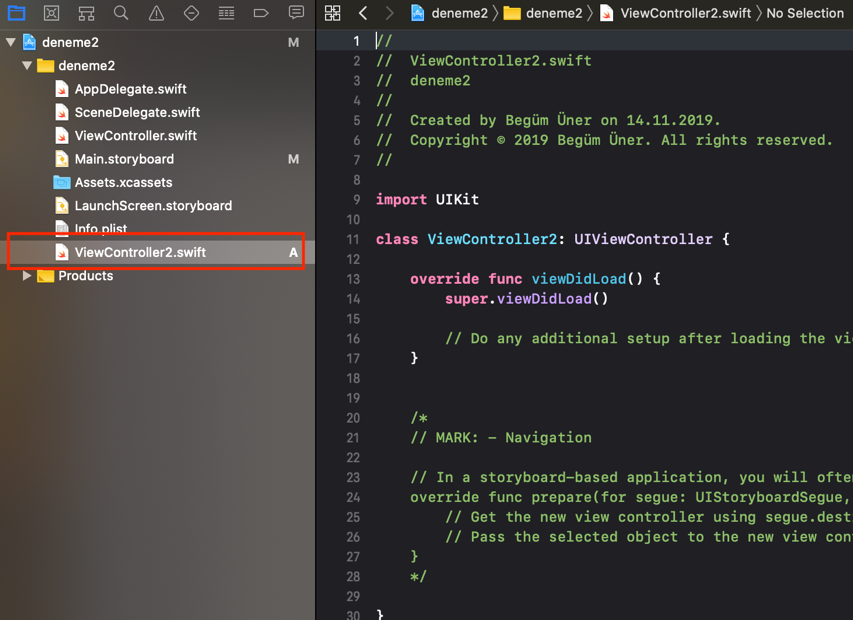 deneme2
M
deneme2
AppDelegate.swift
SceneDelegate.swift
ViewController.swift
Main.storyboard
M
Assets.xcassets
LaunchScreen.storyboard
Info.plist
ViewController2.swift
A
Products
deneme2 〉 deneme2 〉 ViewController2.swift 〉 No Selection
1 //
2 //  ViewController2.swift
3 //  deneme2
4 //
5 //  Created by Begüm Üner on 14.11.2019.
6 //  Copyright © 2019 Begüm Üner. All rights reserved.
7 //
8
9 import UIKit
10
11 class ViewController2: UIViewController {
12
13     override func viewDidLoad() {
14         super.viewDidLoad()
15
16         // Do any additional setup after loading the vi
17     }
18
19
20     /*
21     // MARK: - Navigation
22
23     // In a storyboard-based application, you will ofte
24     override func prepare(for segue: UIStoryboardSegue,
25         // Get the new view controller using segue.dest
26         // Pass the selected object to the new view con
27     }
28     */
29
30 }